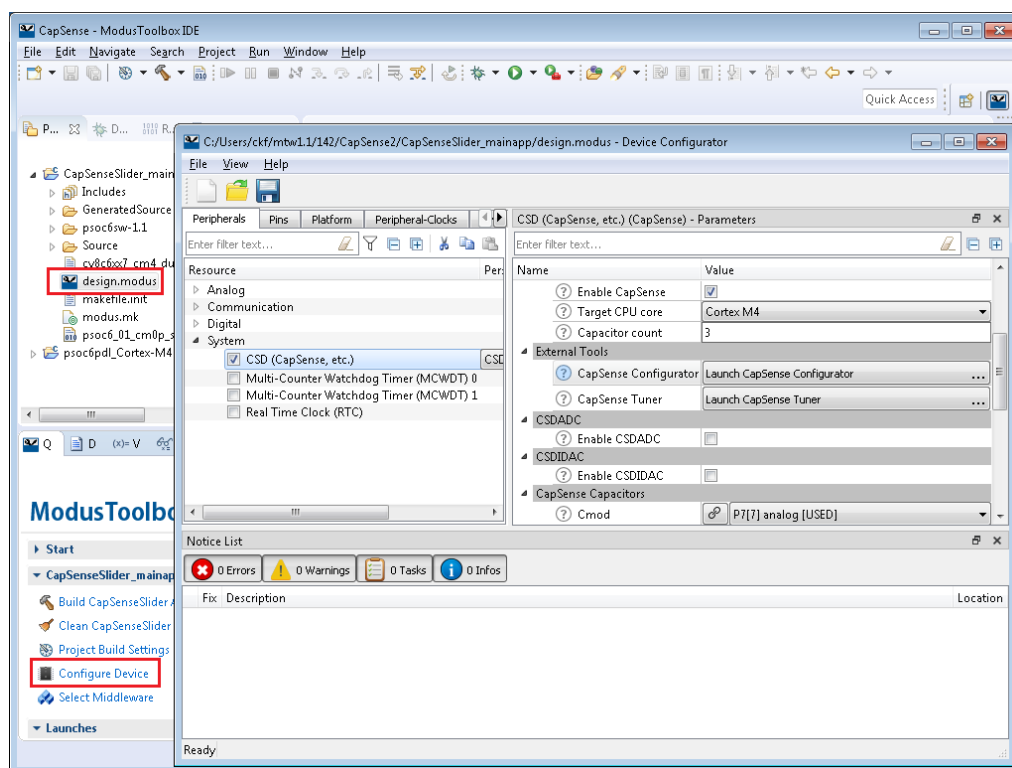 CapSense - ModusToolbox IDE
File Edit Navigate Search Project Run Window Help
Quick Access
P... D... R...
CapSenseSlider_main
Includes
GeneratedSource
psoc6sw-1.1
Source
cy8c6xx7_cm4_du
design.modus
makefile.init
modus.mk
psoc6_01_cm0p_s
psoc6pdl_Cortex-M4
Q D (x)= V
ModusToolbo
Start
CapSenseSlider_mainap
Build CapSenseSlider
Clean CapSenseSlider
Project Build Settings
Configure Device
Select Middleware
Launches
C:/Users/ckf/mtw1.1/142/CapSense2/CapSenseSlider_mainapp/design.modus - Device Configurator
File View Help
Peripherals Pins Platform Peripheral-Clocks
Enter filter text...
Resource Per
Analog
Communication
Digital
System
CSD (CapSense, etc.) CSD
Multi-Counter Watchdog Timer (MCWDT) 0
Multi-Counter Watchdog Timer (MCWDT) 1
Real Time Clock (RTC)
CSD (CapSense, etc.) (CapSense) - Parameters
Enter filter text...
Name Value
Enable CapSense
Target CPU core Cortex M4
Capacitor count 3
External Tools
CapSense Configurator Launch CapSense Configurator ...
CapSense Tuner Launch CapSense Tuner ...
CSDADC
Enable CSDADC
CSDIDAC
Enable CSDIDAC
CapSense Capacitors
Cmod P7[7] analog [USED]
Notice List
0 Errors 0 Warnings 0 Tasks 0 Infos
Fix Description Location
Ready